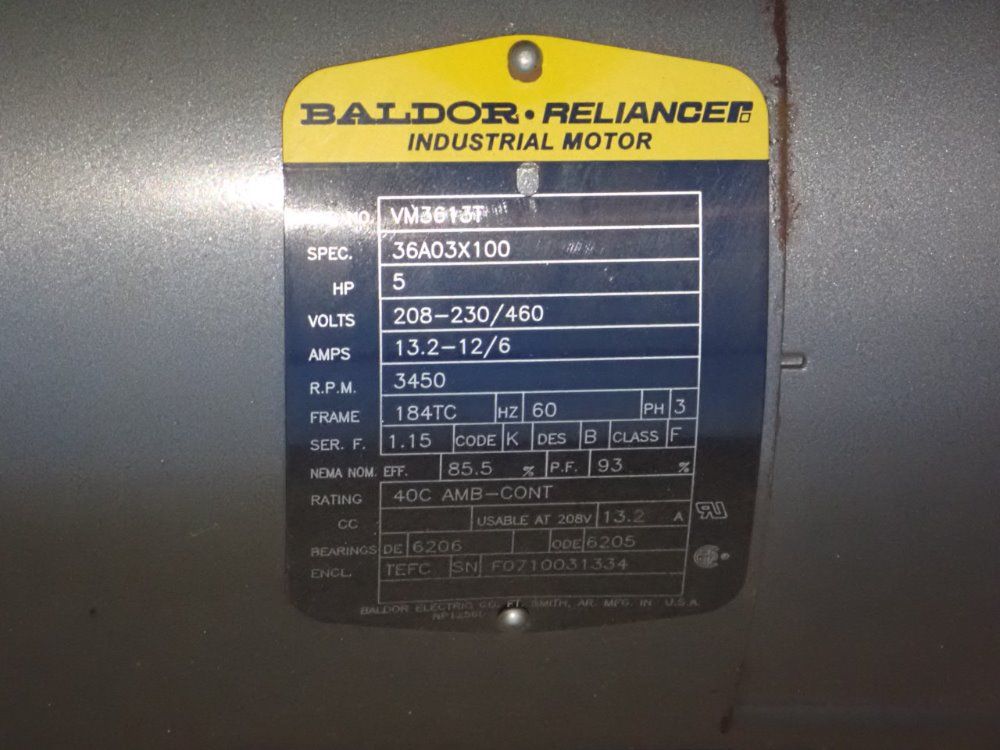 BALDOR • RELIANCE
INDUSTRIAL MOTOR
NO. VM3613T
SPEC. 36A03X100
HP 5
VOLTS 208-230/460
AMPS 13.2-12/6
R.P.M. 3450
FRAME 184TC HZ 60 PH 3
SER. F. 1.15 CODE K DES B CLASS F
NEMA NOM. EFF. 85.5 % P.F. 93 %
RATING 40C AMB-CONT
CC USABLE AT 208V 13.2 A
BEARINGS DE 6206 ODE 6205
ENCL. TEFC SN F0710031334
BALDOR ELECTRIC CO. FT. SMITH, AR. MFG. IN U.S.A.